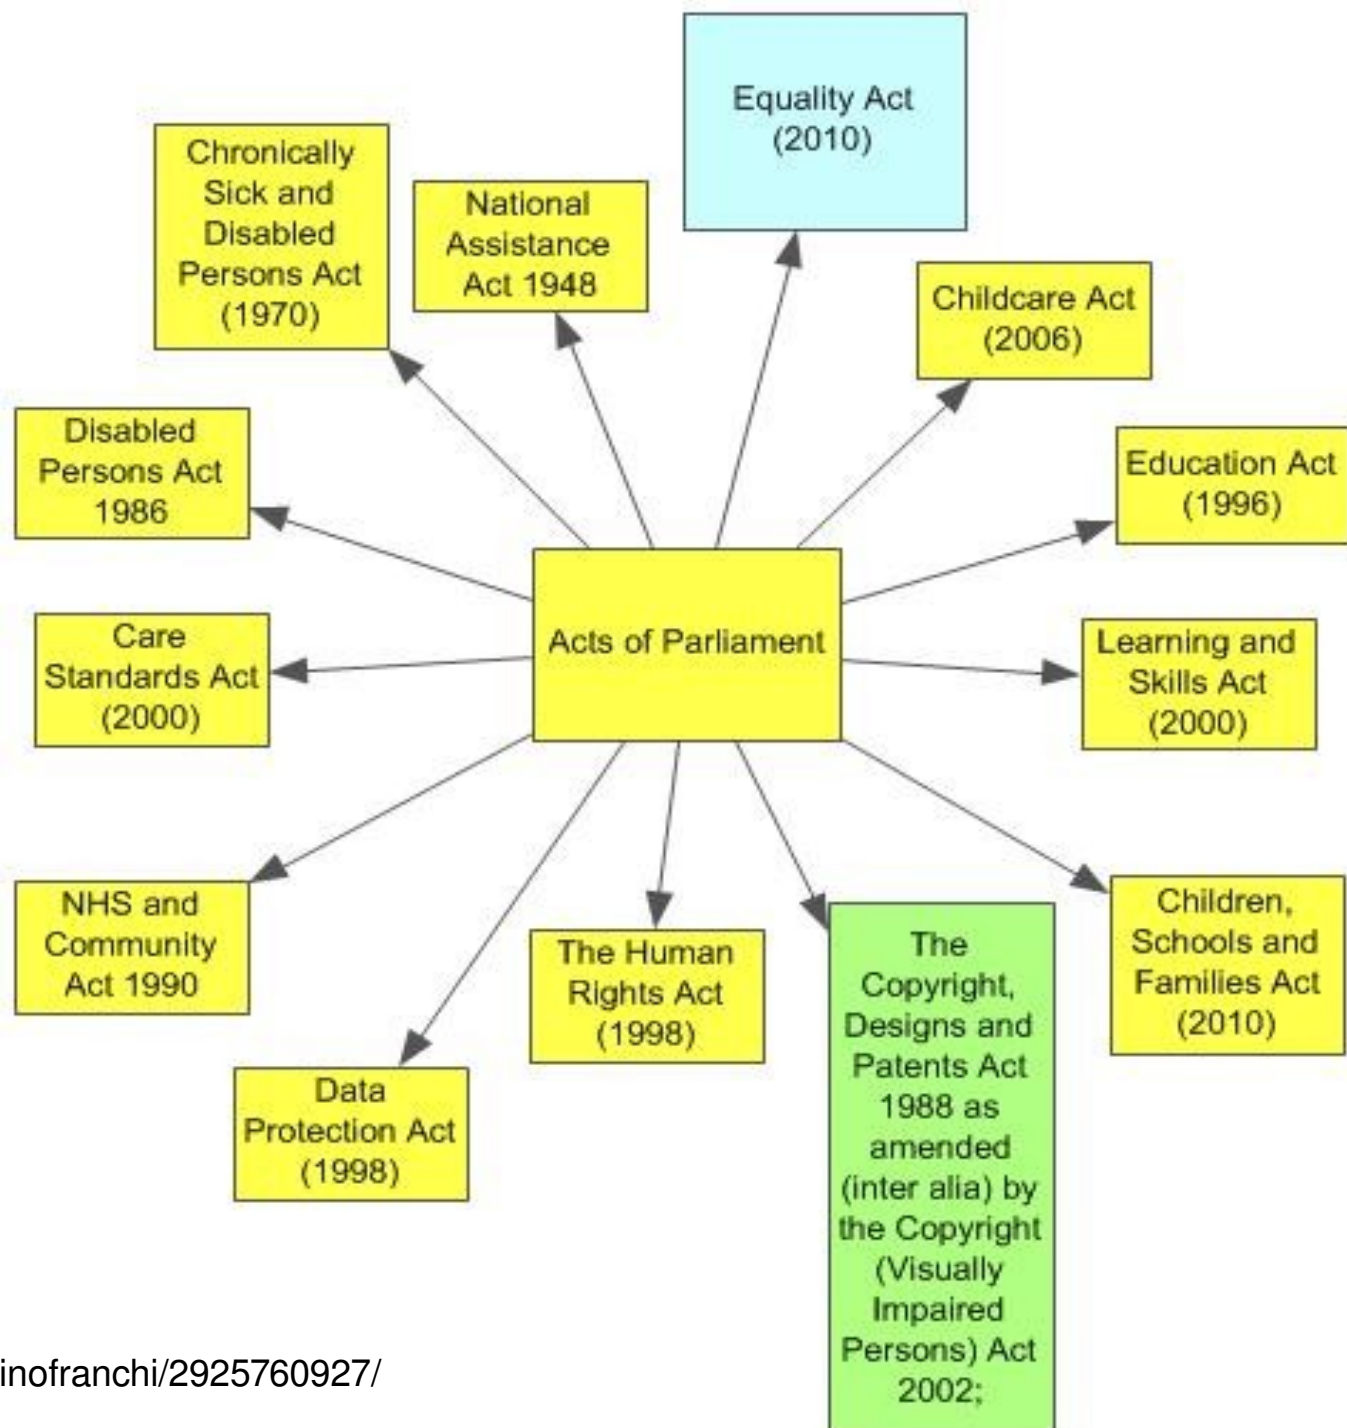 Equality Act
(2010)
Chronically
Sick and
Disabled
Persons Act
(1970)
National
Assistance
Act 1948
Childcare Act
(2006)
Disabled
Persons Act
1986
Education Act
(1996)
Acts of Parliament
Care
Standards Act
(2000)
Learning and
Skills Act
(2000)
NHS and
Community
Act 1990
Data
Protection Act
(1998)
The Human
Rights Act
(1998)
The
Copyright,
Designs and
Patents Act
1988 as
amended
(inter alia) by
the Copyright
(Visually
Impaired
Persons) Act
2002;
Children,
Schools and
Families Act
(2010)
inofranchi/2925760927/